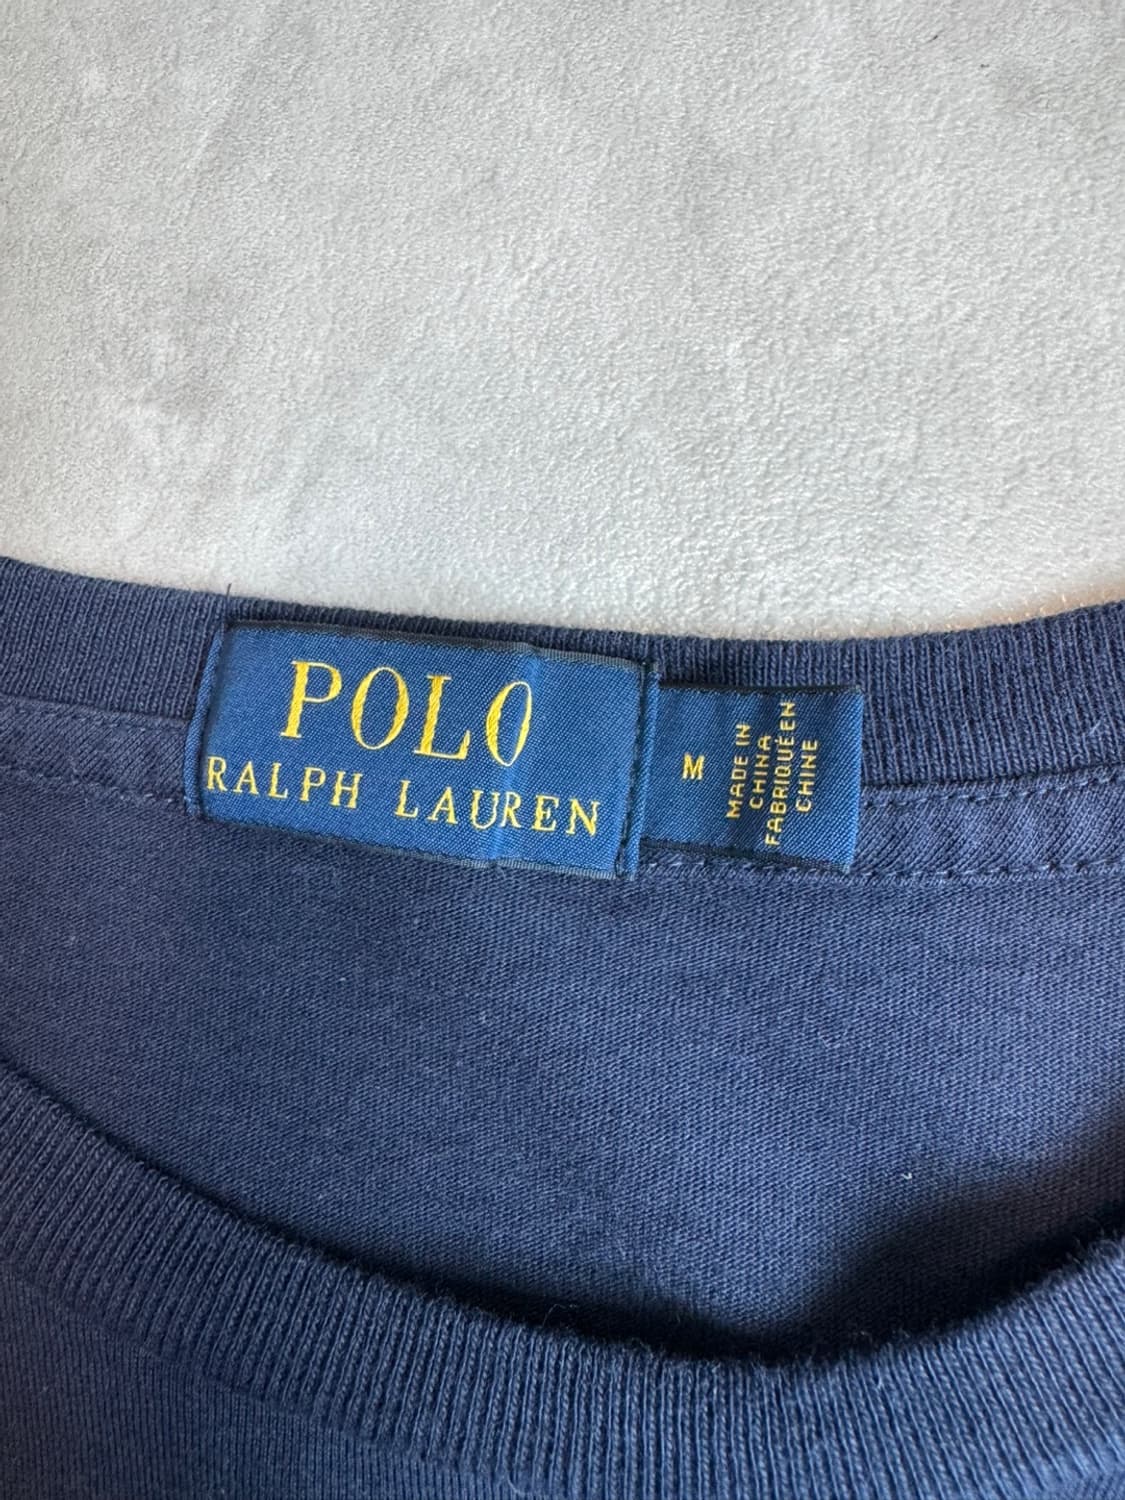 POLO
RALPH LAUREN
M
MADE IN
CHINA
FABRIQUÉ EN
CHINE